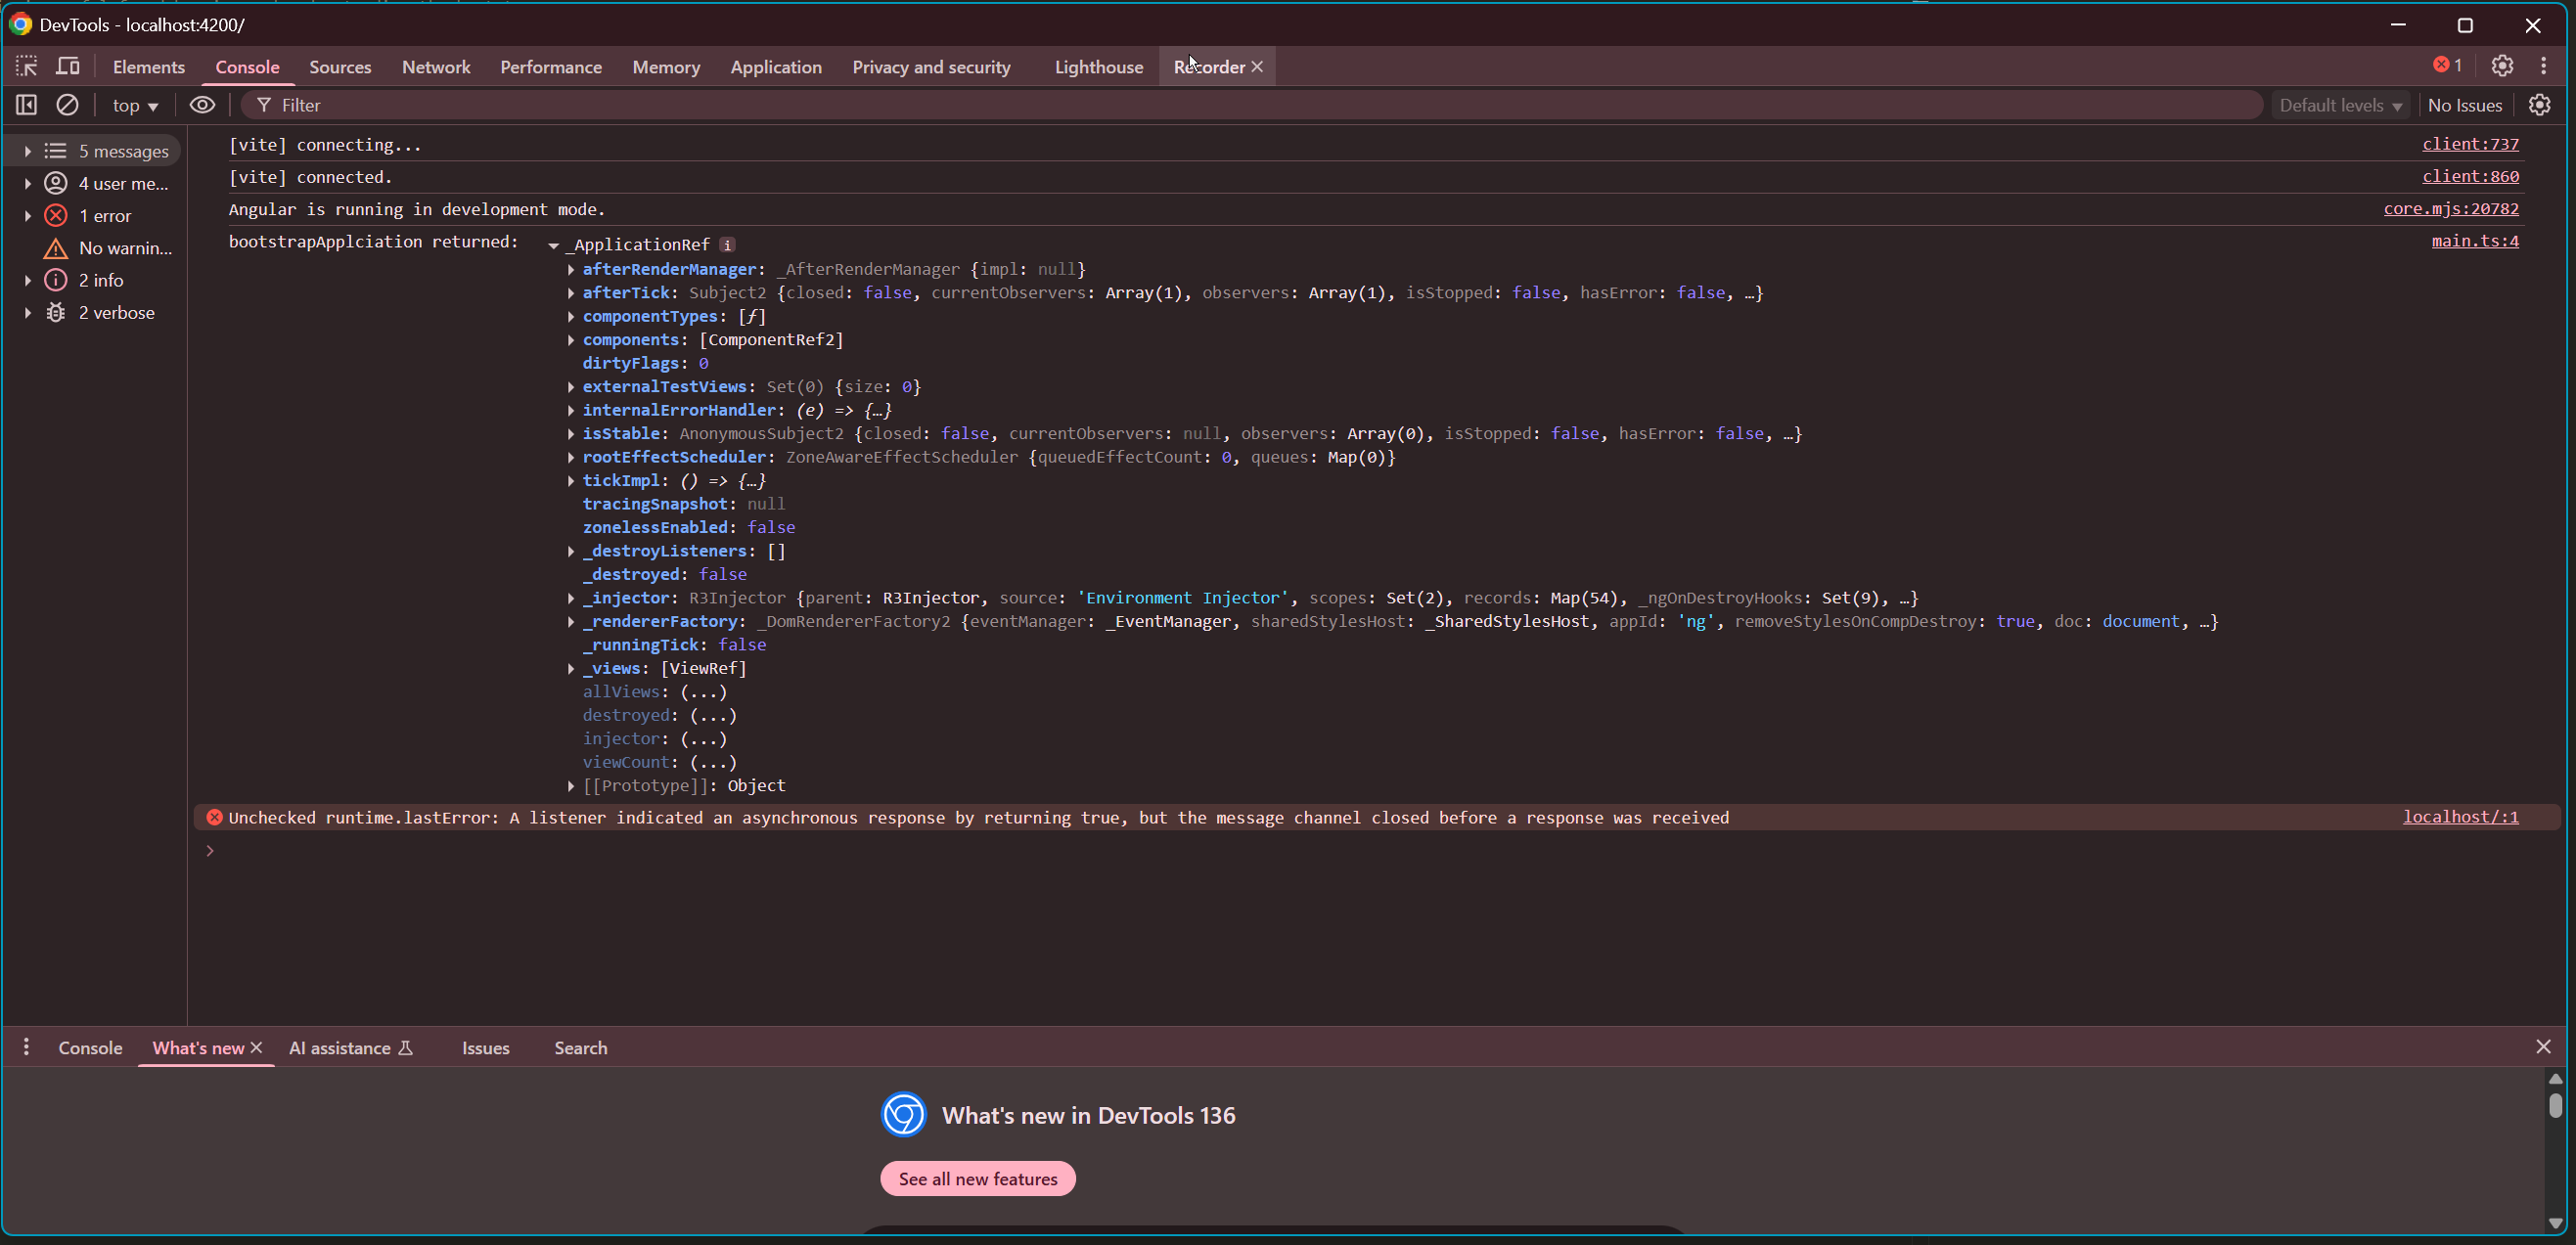 DevTools - localhost:4200/
Elements Console Sources Network Performance Memory Application Privacy and security Lighthouse Recorder 1
top Filter Default levels No Issues
5 messages
4 user me...
1 error
No warnin...
2 info
2 verbose
[vite] connecting... client:737
[vite] connected. client:860
Angular is running in development mode. core.mjs:20782
bootstrapApplciation returned: _ApplicationRef i main.ts:4
afterRenderManager: _AfterRenderManager {impl: null}
afterTick: Subject2 {closed: false, currentObservers: Array(1), observers: Array(1), isStopped: false, hasError: false, …}
componentTypes: [ƒ]
components: [ComponentRef2]
dirtyFlags: 0
externalTestViews: Set(0) {size: 0}
internalErrorHandler: (e) => {…}
isStable: AnonymousSubject2 {closed: false, currentObservers: null, observers: Array(0), isStopped: false, hasError: false, …}
rootEffectScheduler: ZoneAwareEffectScheduler {queuedEffectCount: 0, queues: Map(0)}
tickImpl: () => {…}
tracingSnapshot: null
zonelessEnabled: false
_destroyListeners: []
_destroyed: false
_injector: R3Injector {parent: R3Injector, source: 'Environment Injector', scopes: Set(2), records: Map(54), _ngOnDestroyHooks: Set(9), …}
_rendererFactory: _DomRendererFactory2 {eventManager: _EventManager, sharedStylesHost: _SharedStylesHost, appId: 'ng', removeStylesOnCompDestroy: true, doc: document, …}
_runningTick: false
_views: [ViewRef]
allViews: (...)
destroyed: (...)
injector: (...)
viewCount: (...)
[[Prototype]]: Object
Unchecked runtime.lastError: A listener indicated an asynchronous response by returning true, but the message channel closed before a response was received localhost/:1
Console What's new AI assistance Issues Search
What's new in DevTools 136
See all new features